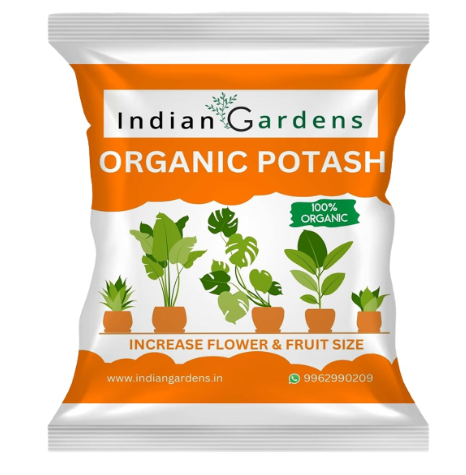 Indian Gardens
ORGANIC POTASH
100%
ORGANIC
INCREASE FLOWER & FRUIT SIZE
www.indiangardens.in
9962990209